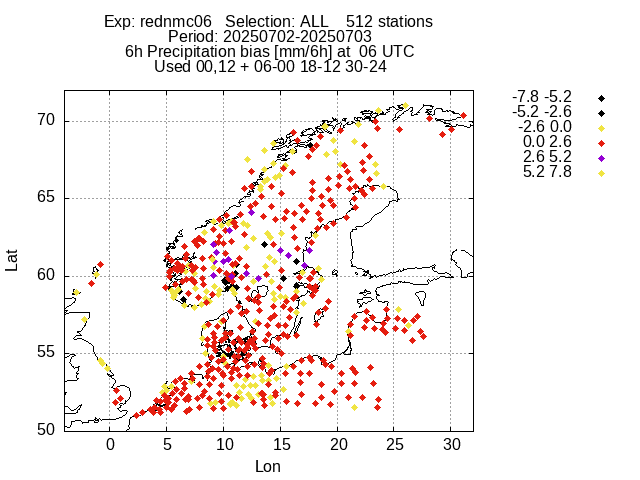 Exp: rednmc06 Selection: ALL 512 stations
Period: 20250702-20250703
6h Precipitation bias [mm/6h] at 06 UTC
Used 00,12 + 06-00 18-12 30-24
-7.8 -5.2
-5.2 -2.6
-2.6 0.0
0.0 2.6
2.6 5.2
5.2 7.8
70
65
60
55
50
Lat
0 5 10 15 20 25 30
Lon